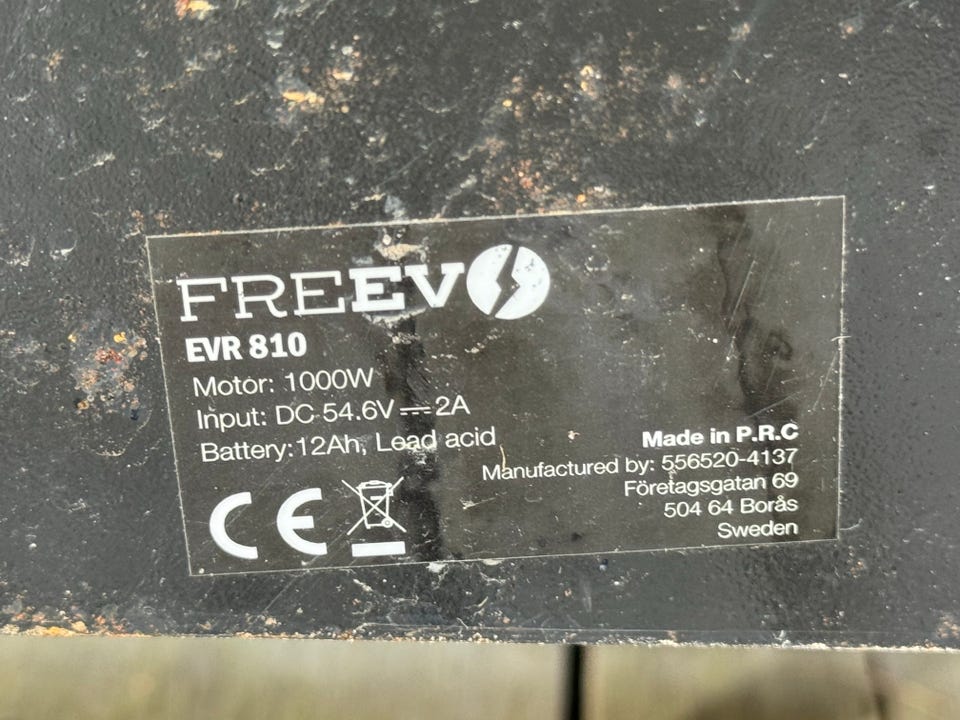 FREEVO
EVR 810
Motor: 1000W
Input: DC 54.6V⎓2A
Battery:12Ah, Lead acid
Made in P.R.C
Manufactured by: 556520-4137
Företagsgatan 69
504 64 Borås
Sweden
CE